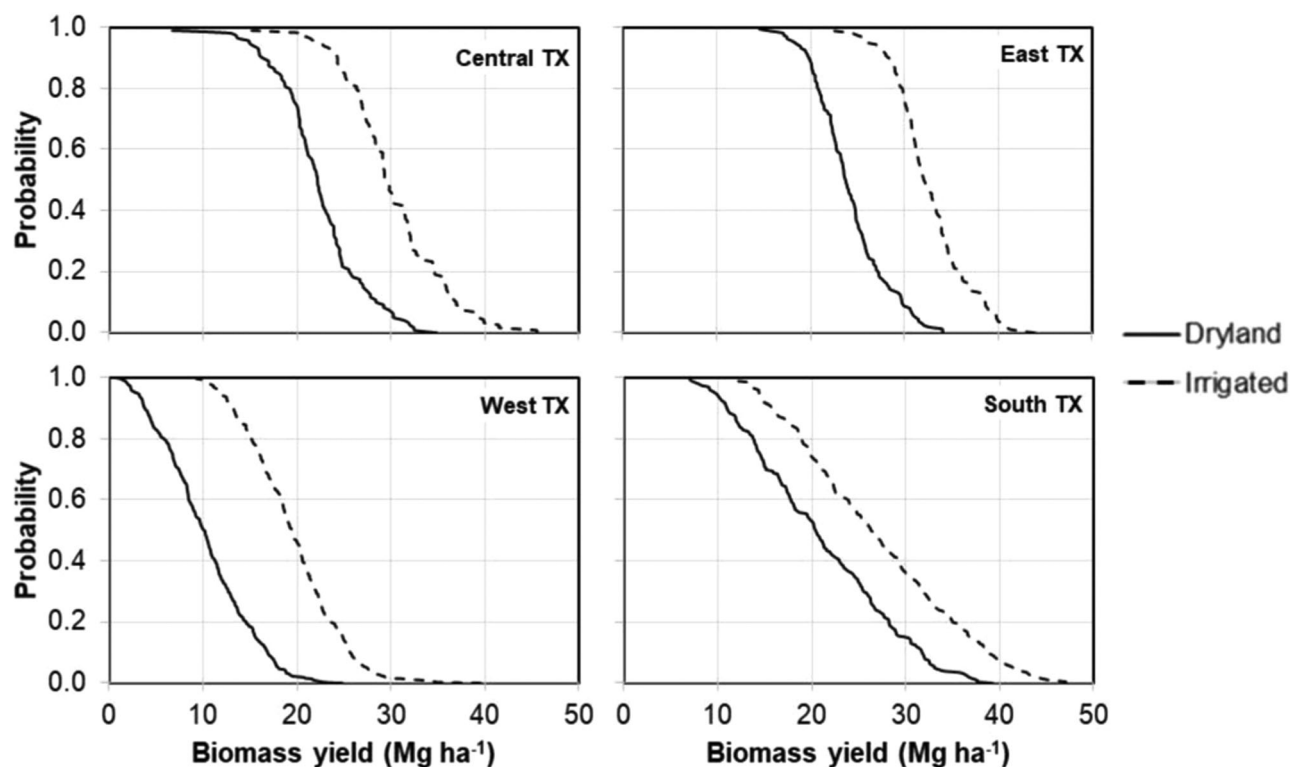 1.0
0.8
0.6
0.4
0.2
0.0
Probability
Central TX
East TX
1.0
0.8
0.6
0.4
0.2
0.0
Probability
West TX
South TX
0 10 20 30 40 50
0 10 20 30 40 50
Biomass yield (Mg ha⁻¹)
Biomass yield (Mg ha⁻¹)
Dryland
Irrigated